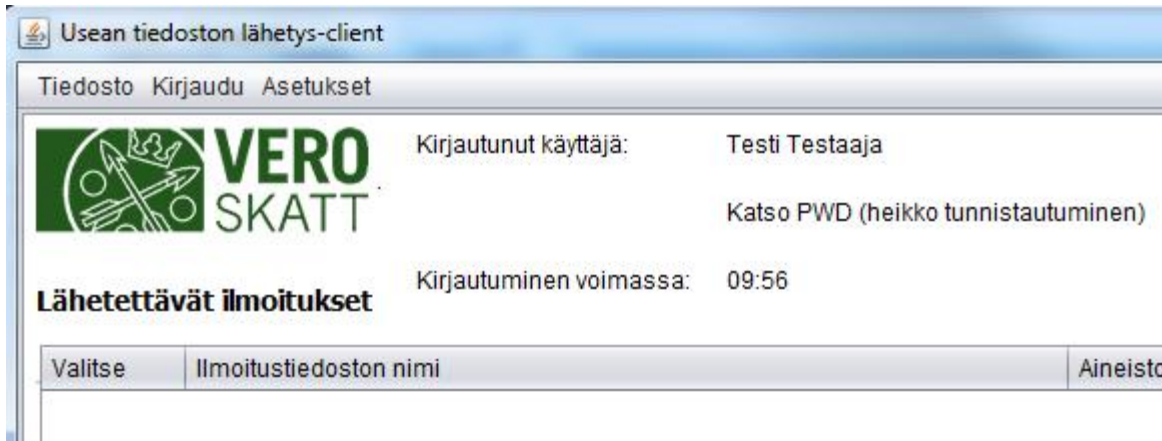 Usean tiedoston lähetys-client
Tiedosto Kirjaudu Asetukset
VERO
SKATT
Kirjautunut käyttäjä: Testi Testaaja
Katso PWD (heikko tunnistautuminen)
Kirjautuminen voimassa: 09:56
Lähetettävät ilmoitukset
Valitse Ilmoitustiedoston nimi Aineisto